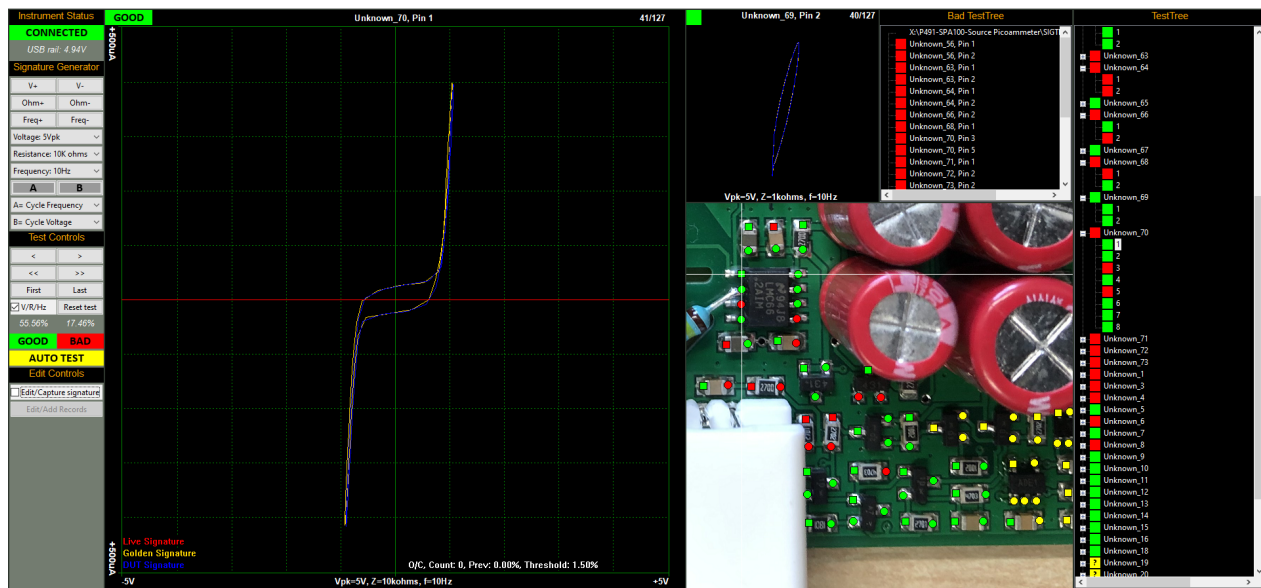 Instrument Status
CONNECTED
USB rail: 4.94V
Signature Generator
V+ V-
Ohm+ Ohm-
Freq+ Freq-
Voltage: 5Vpk
Resistance: 10K ohms
Frequency: 10Hz
A B
A= Cycle Frequency
B= Cycle Voltage
Test Controls
< >
<< >>
First Last
V/R/Hz Reset test
55.56% 17.46%
GOOD BAD
AUTO TEST
Edit Controls
Edit/Capture signature
Edit/Add Records
GOOD
Unknown_70, Pin 1
41/127
+500uA
Live Signature
Golden Signature
DUT Signature
O/C, Count: 0, Prev: 0.00%, Threshold: 1.50%
+500uA
-5V
Vpk=5V, Z=10kohms, f=10Hz
+5V
Unknown_69, Pin 2
40/127
Vpk=5V, Z=1kohms, f=10Hz
Bad TestTree
X:\P491-SPA100-Source Picoammeter\SIGT
Unknown_56, Pin 1
Unknown_56, Pin 2
Unknown_63, Pin 1
Unknown_63, Pin 2
Unknown_64, Pin 1
Unknown_64, Pin 2
Unknown_66, Pin 2
Unknown_68, Pin 1
Unknown_70, Pin 3
Unknown_70, Pin 5
Unknown_71, Pin 1
Unknown_72, Pin 2
Unknown_73, Pin 2
LMC66
2AIM
2700
4703
TestTree
1
2
Unknown_63
Unknown_64
1
2
Unknown_65
Unknown_66
1
2
Unknown_67
Unknown_68
1
2
Unknown_69
1
2
Unknown_70
1
2
3
4
5
6
7
8
Unknown_71
Unknown_72
Unknown_73
Unknown_1
Unknown_3
Unknown_4
Unknown_5
Unknown_6
Unknown_7
Unknown_8
Unknown_9
Unknown_10
Unknown_11
Unknown_12
Unknown_13
Unknown_14
Unknown_15
Unknown_16
Unknown_18
? Unknown_19
? Unknown_20